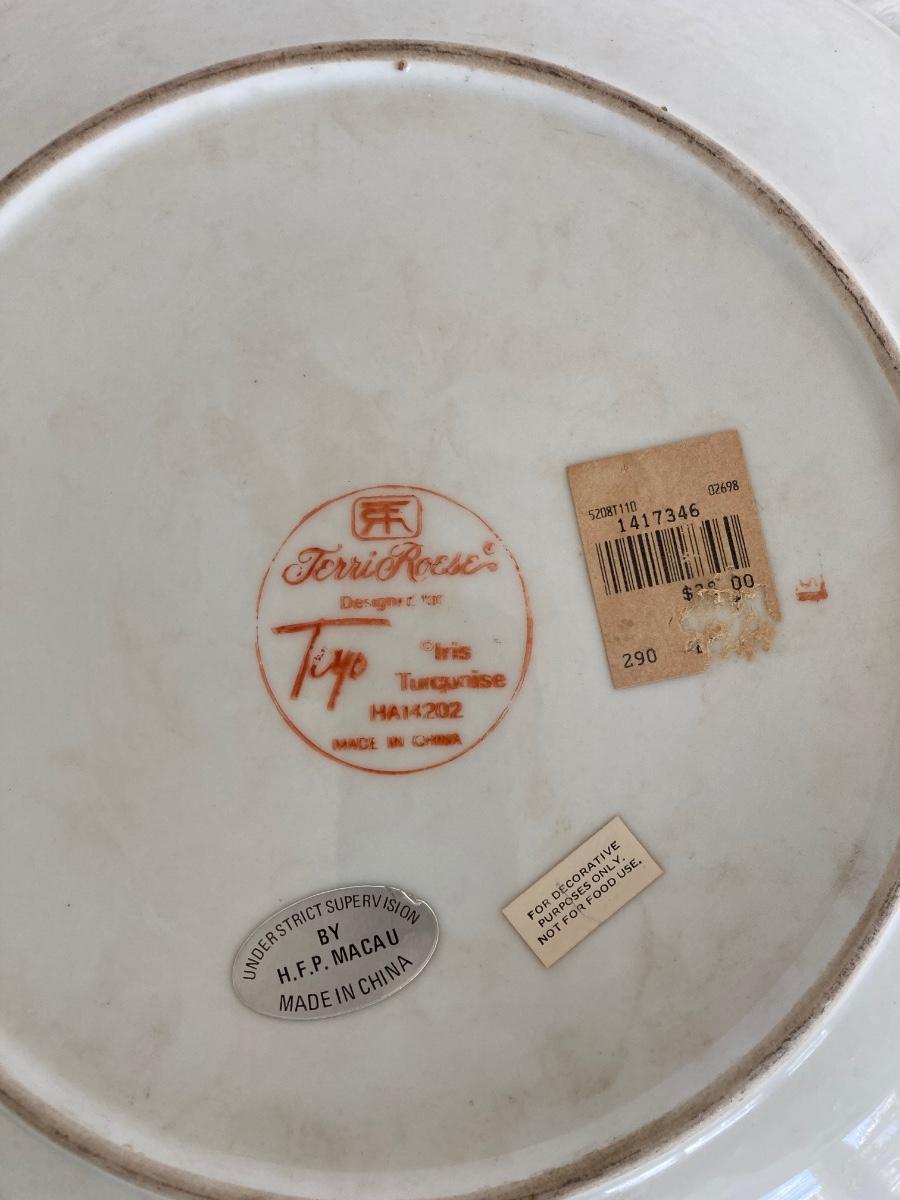 Terri Roese©
Designed for
Toyo
©Iris
Turquoise
HA14202
MADE IN CHINA
02698
5208T110
1417346
290
UNDER STRICT SUPERVISION
BY
H.F.P. MACAU
MADE IN CHINA
FOR DECORATIVE
PURPOSES ONLY.
NOT FOR FOOD USE.